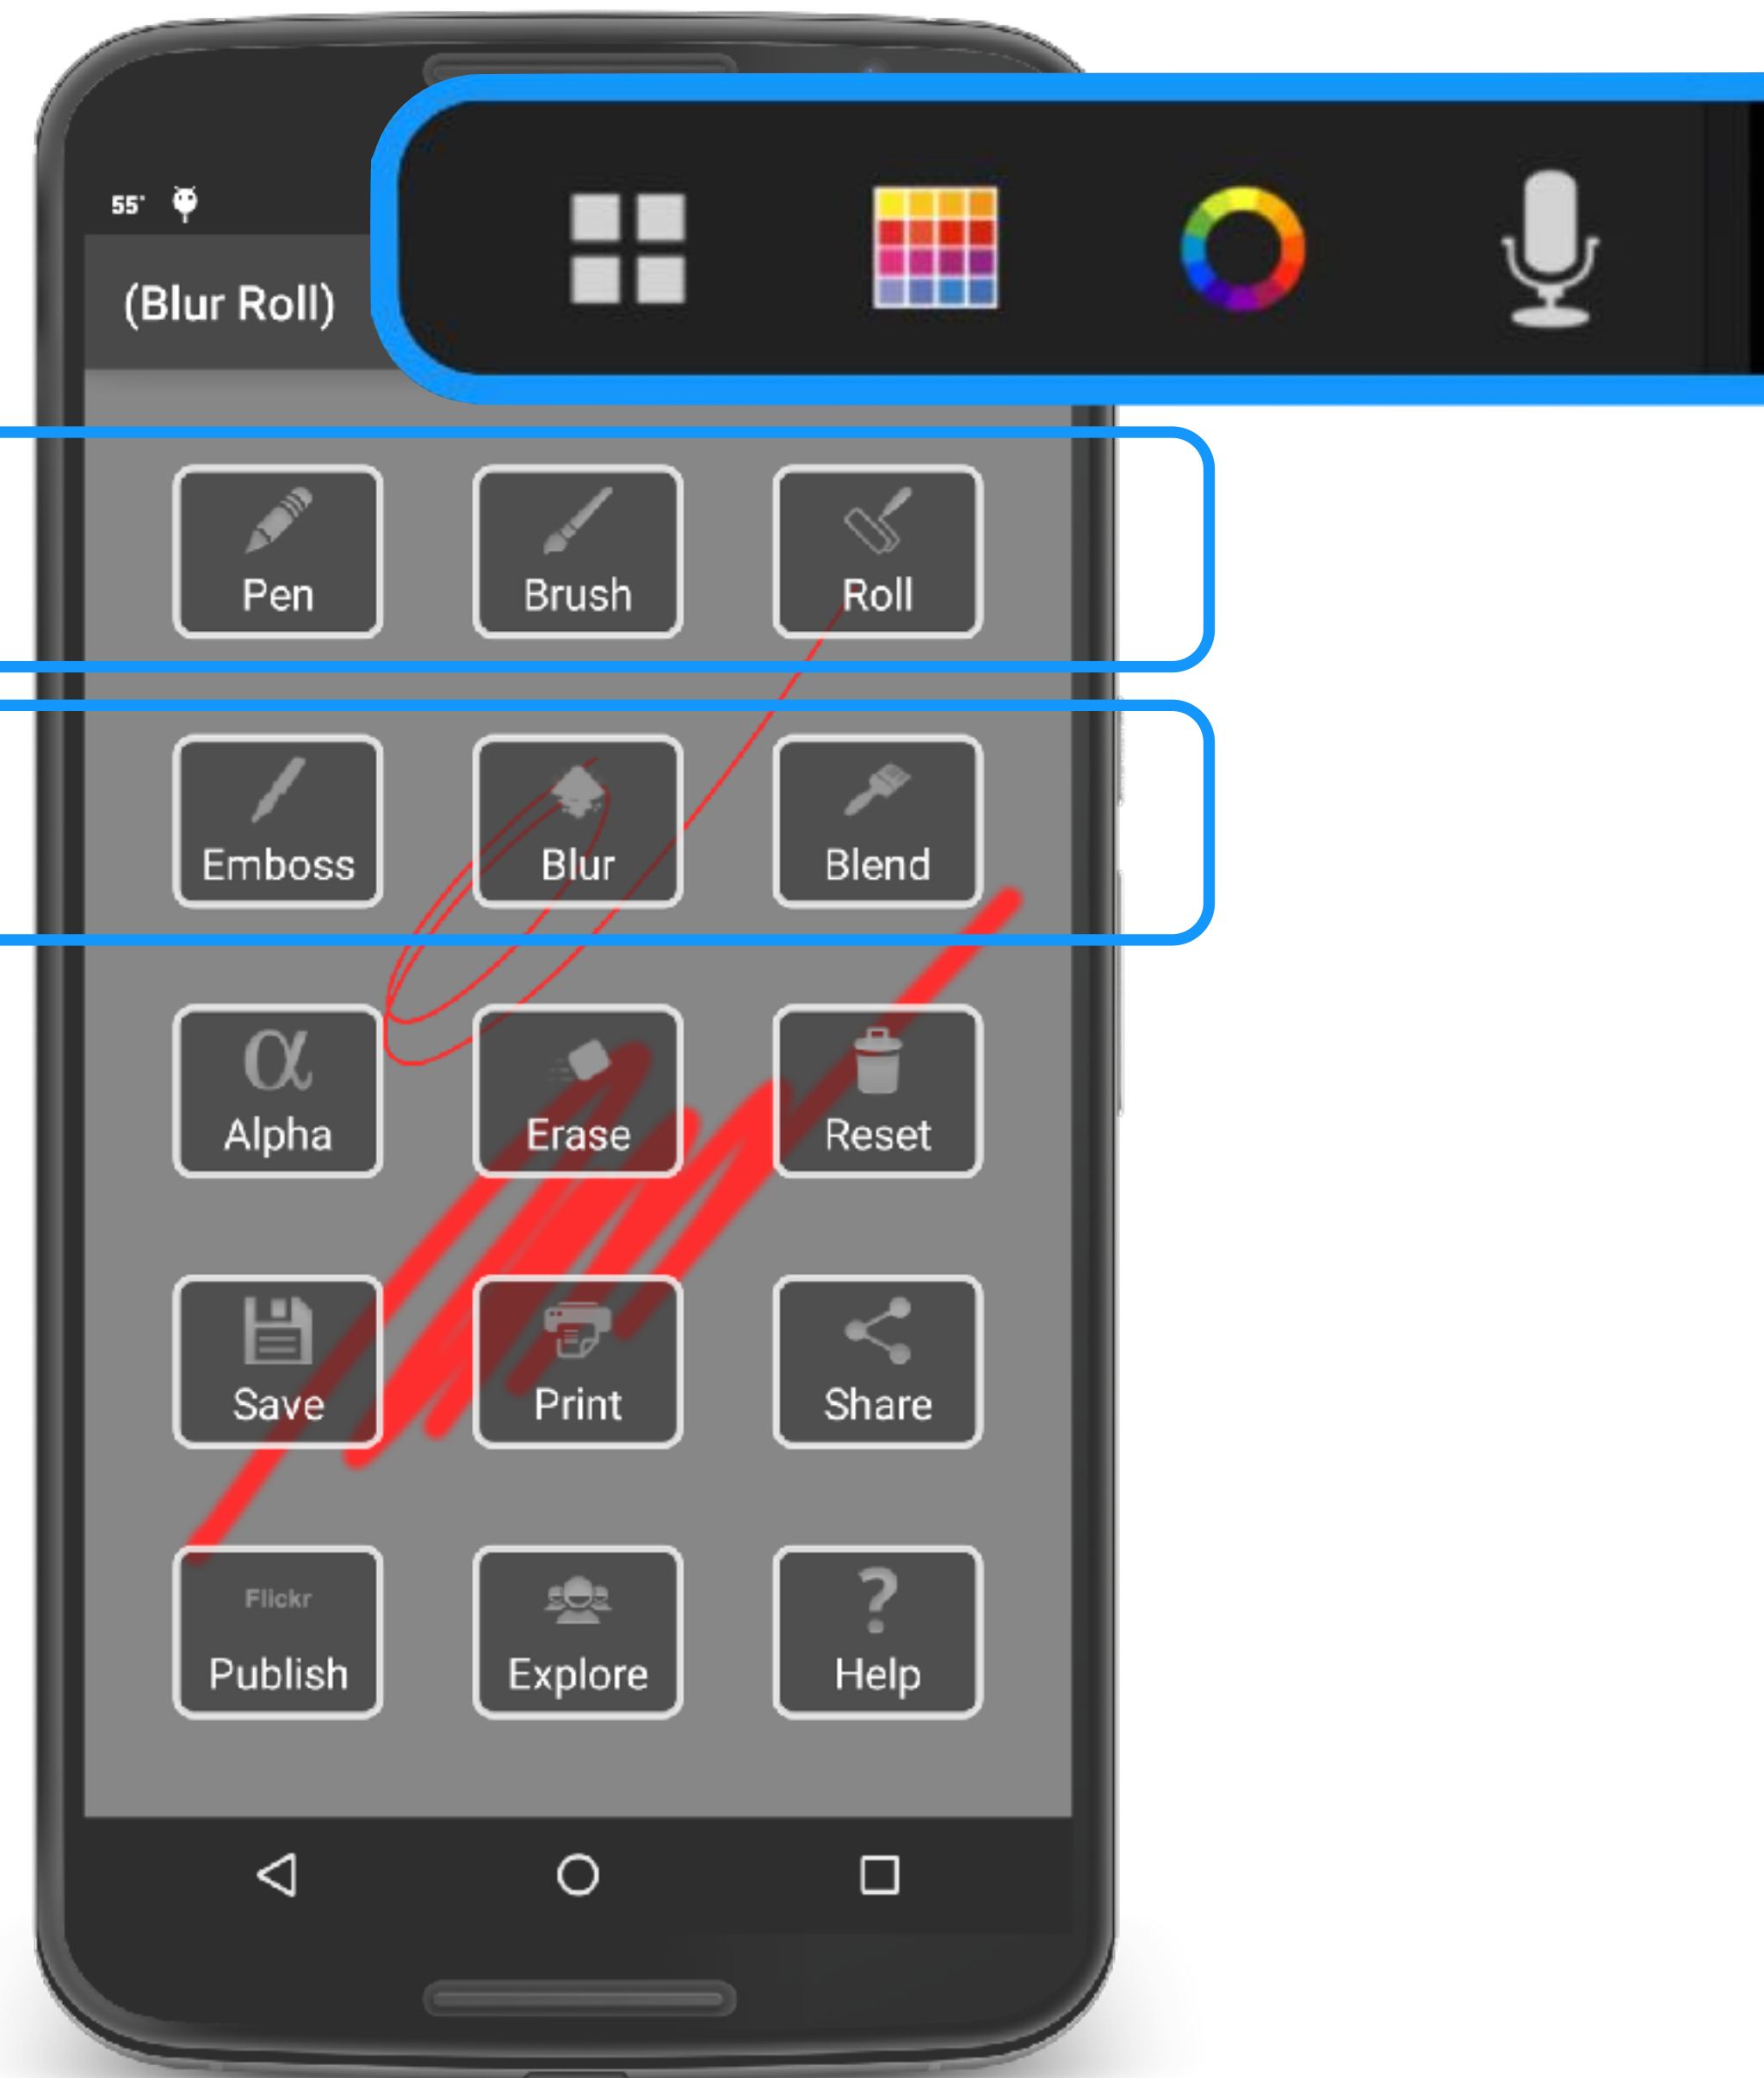 55°
(Blur Roll)
Pen Brush Roll
Emboss Blur Blend
α
Alpha Erase Reset
Save Print Share
Flickr ?
Publish Explore Help